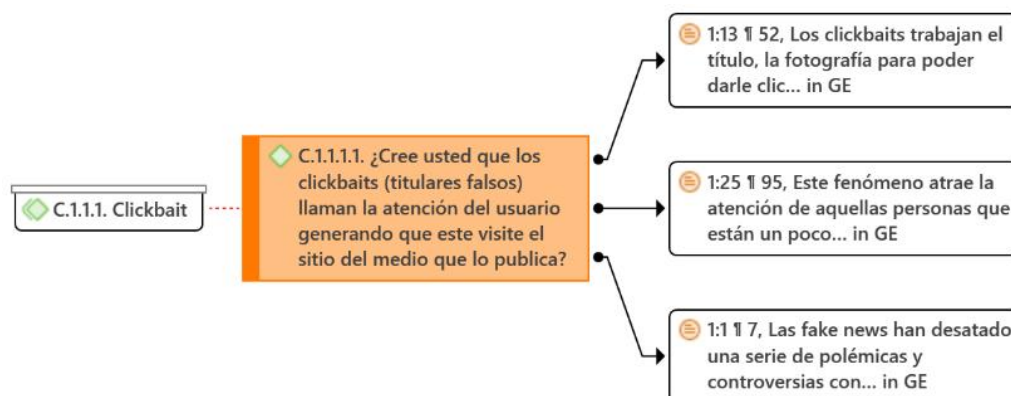 C.1.1.1. Clickbait
C.1.1.1.1. ¿Cree usted que los
clickbaits (titulares falsos)
llaman la atención del usuario
generando que este visite el
sitio del medio que lo publica?
1:13 ¶ 52, Los clickbaits trabajan el
título, la fotografía para poder
darle clic... in GE
1:25 ¶ 95, Este fenómeno atrae la
atención de aquellas personas que
están un poco... in GE
1:1 ¶ 7, Las fake news han desatado
una serie de polémicas y
controversias con... in GE